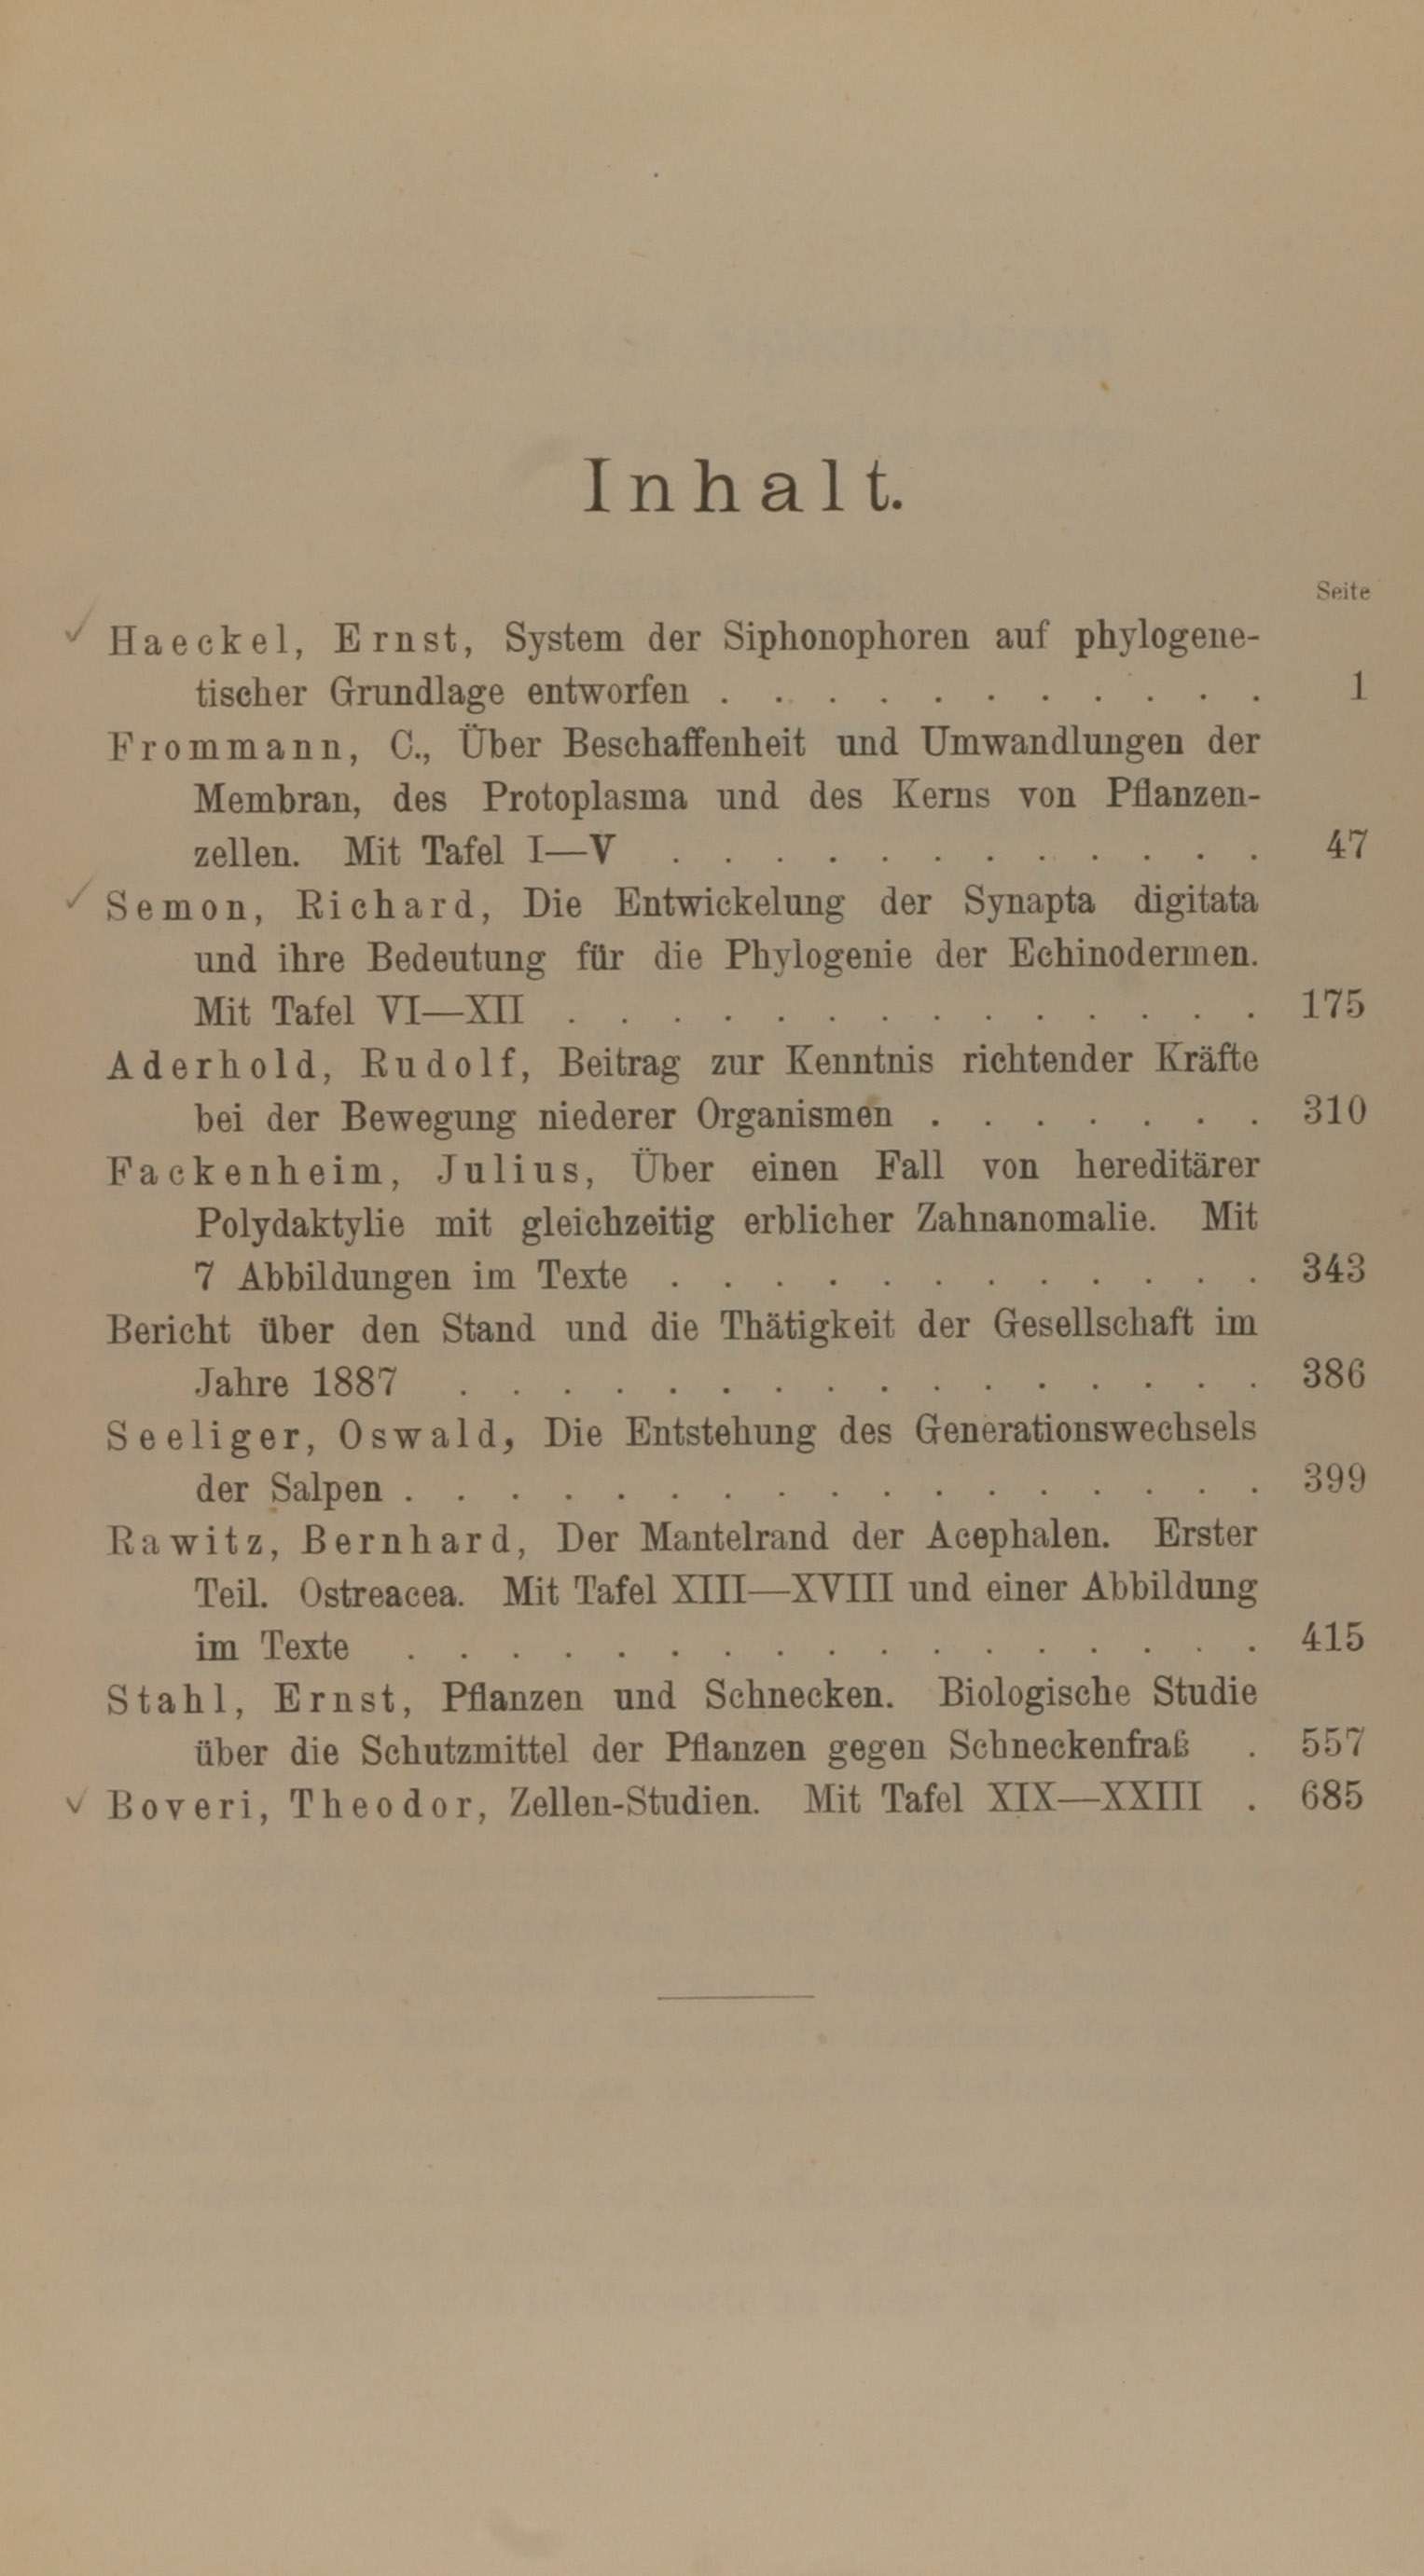 Inhalt.
Seite
Haeckel, Ernst, System der Siphonophoren auf phylogene-
tischer Grundlage entworfen . . . . . . . . . . . 1
Frommann, C., Über Beschaffenheit und Umwandlungen der
Membran, des Protoplasma und des Kerns von Pflanzen-
zellen. Mit Tafel I—V . . . . . . . . . . . . 47
Semon, Richard, Die Entwickelung der Synapta digitata
und ihre Bedeutung für die Phylogenie der Echinodermen.
Mit Tafel VI—XII . . . . . . . . . . . . . . 175
Aderhold, Rudolf, Beitrag zur Kenntnis richtender Kräfte
bei der Bewegung niederer Organismen . . . . . . . 310
Fackenheim, Julius, Über einen Fall von hereditärer
Polydaktylie mit gleichzeitig erblicher Zahnanomalie. Mit
7 Abbildungen im Texte . . . . . . . . . . . . 343
Bericht über den Stand und die Thätigkeit der Gesellschaft im
Jahre 1887 . . . . . . . . . . . . . . . . 386
Seeliger, Oswald, Die Entstehung des Generationswechsels
der Salpen . . . . . . . . . . . . . . . . . 399
Rawitz, Bernhard, Der Mantelrand der Acephalen. Erster
Teil. Ostreacea. Mit Tafel XIII—XVIII und einer Abbildung
im Texte . . . . . . . . . . . . . . . . . 415
Stahl, Ernst, Pflanzen und Schnecken. Biologische Studie
über die Schutzmittel der Pflanzen gegen Schneckenfraß . 557
Boveri, Theodor, Zellen-Studien. Mit Tafel XIX—XXIII . 685